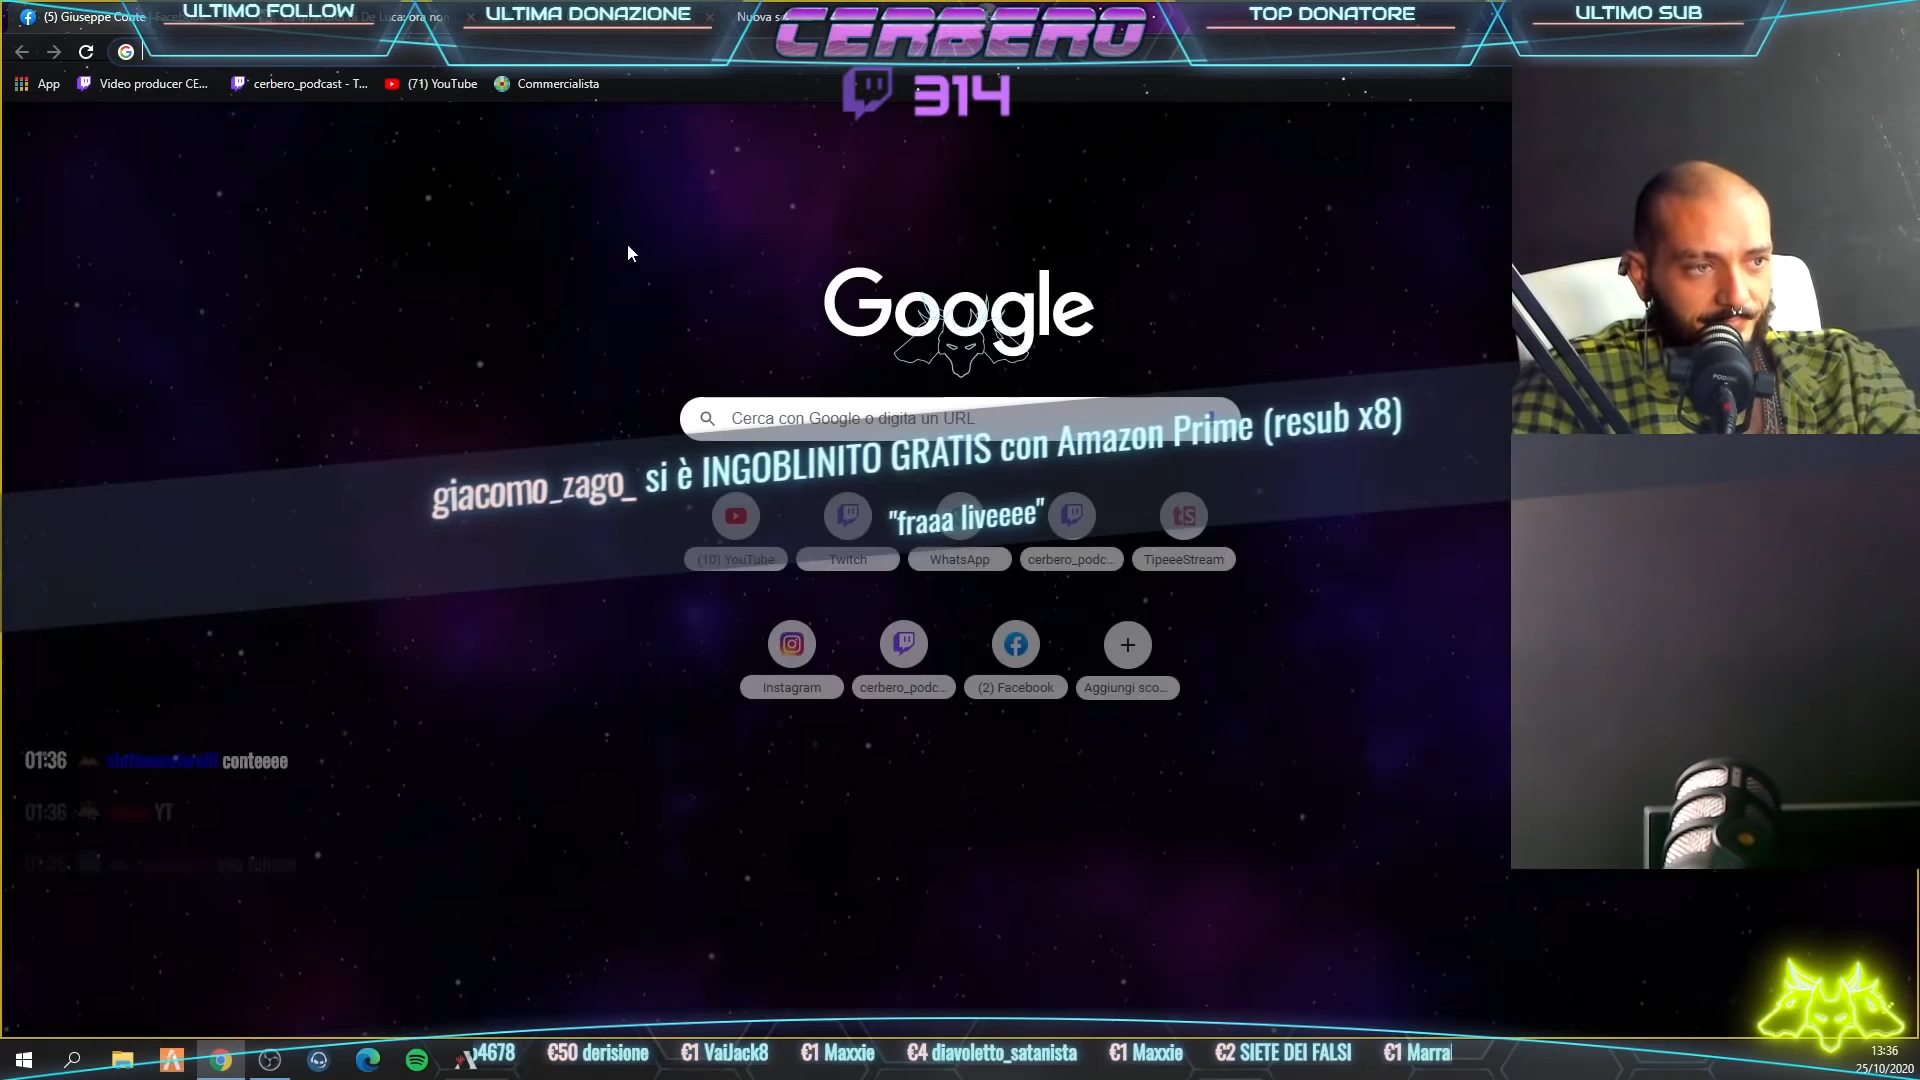 (5) Giuseppe Conte
ULTIMO FOLLOW
ULTIMA DONAZIONE
Nuova s
CERBERO
TOP DONATORE
ULTIMO SUB
App
Video producer CE...
cerbero_podcast - T...
(71) YouTube
Commercialista
314
Google
Cerca con Google o digita un URL
giacomo_zago_ si è INGOBLINITO GRATIS con Amazon Prime (resub x8)
"fraaa liveeee"
(10) YouTube
Twitch
WhatsApp
cerbero_podc...
TipeeeStream
Instagram
cerbero_podc...
(2) Facebook
Aggiungi sco...
01:36 conteeee
01:36 YT
01:36
4678 €50 derisione €1 VaiJack8 €1 Maxxie €4 diavoletto_satanista €1 Maxxie €2 SIETE DEI FALSI €1 Marra
13:36
25/10/2020